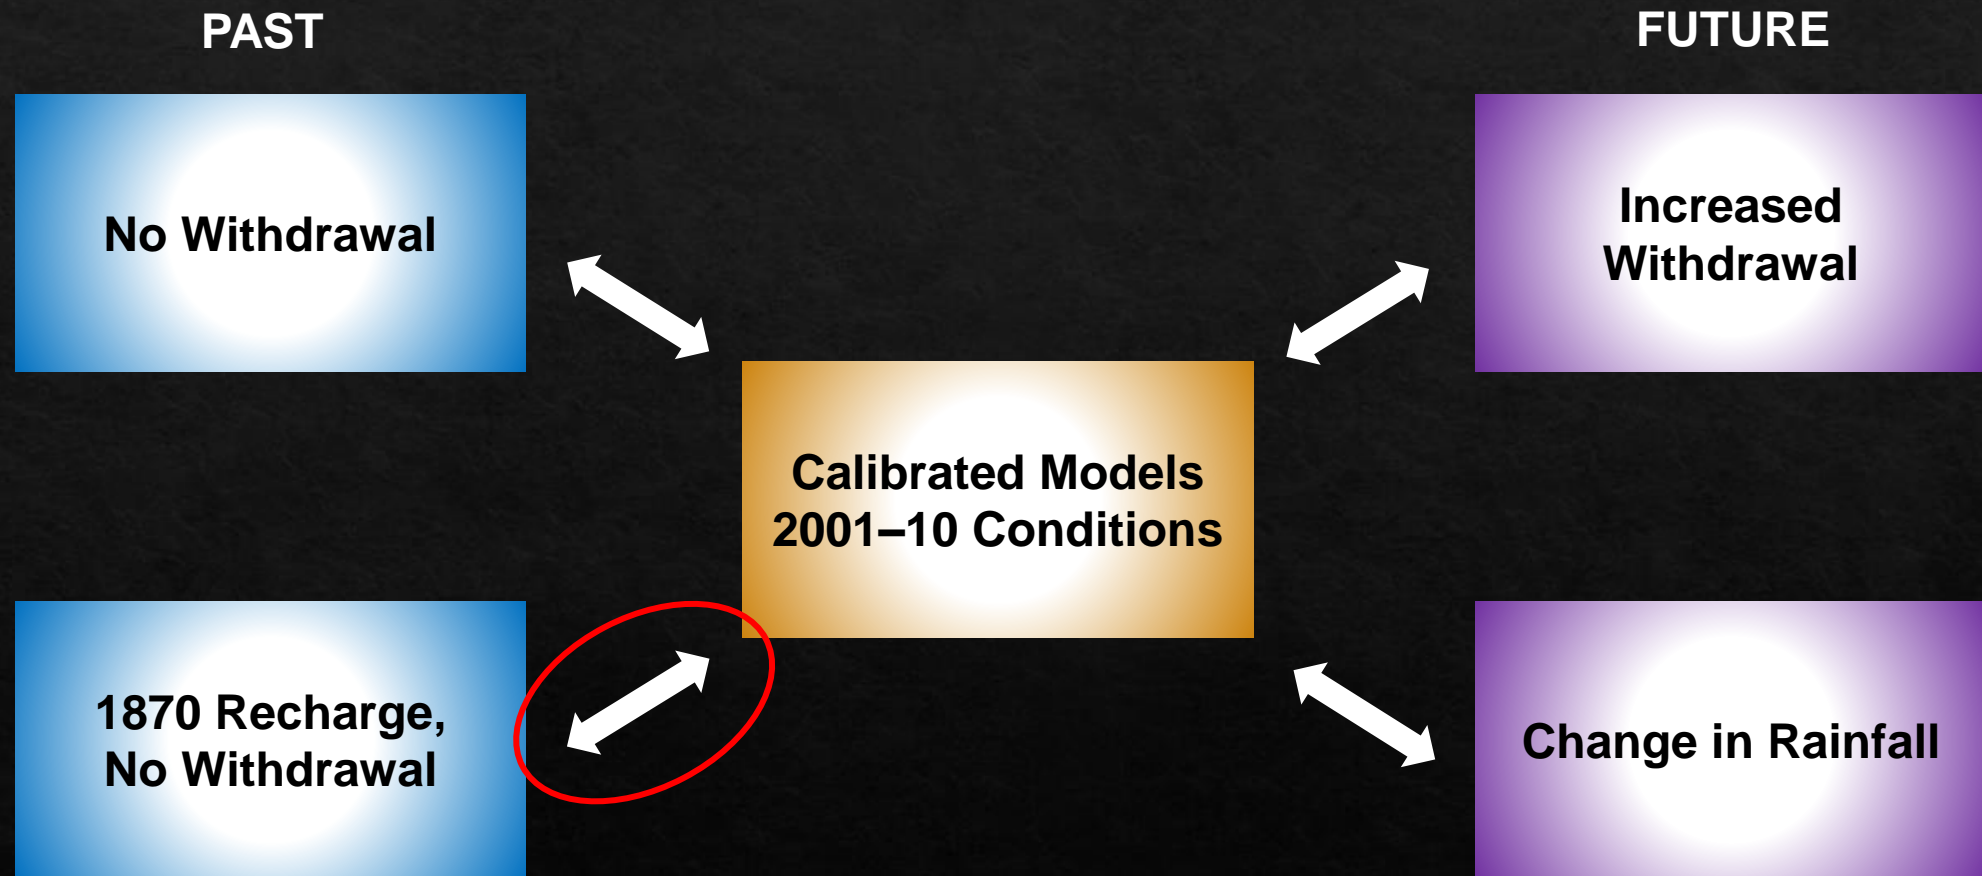 PAST
FUTURE
No Withdrawal
Increased
Withdrawal
Calibrated Models
2001–10 Conditions
1870 Recharge,
No Withdrawal
Change in Rainfall